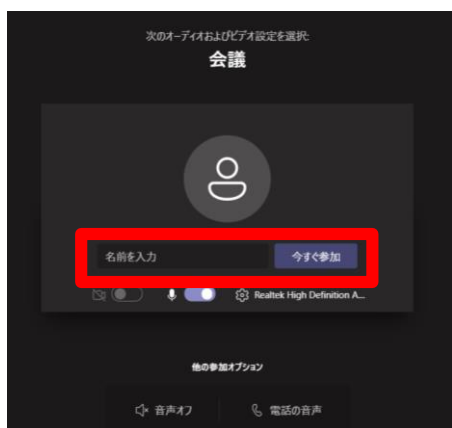 次のオーディオおよびビデオ設定を選択:
会議
名前を入力 今すぐ参加
Realtek High Definition A...
他の参加オプション
音声オフ 電話の音声